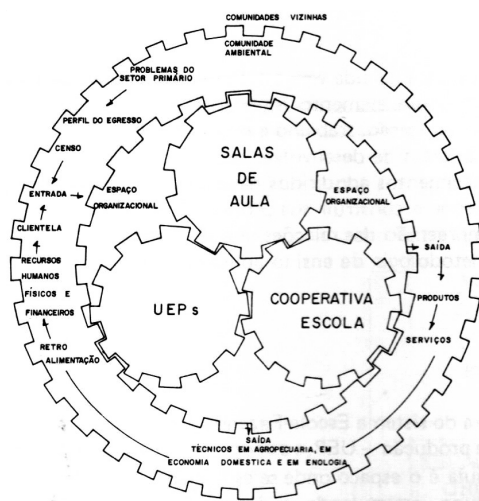 COMUNIDADES VIZINHAS
COMUNIDADE
AMBIENTAL
PROBLEMAS DO
SETOR PRIMÁRIO
PERFIL DO EGRESSO
CENSO
ENTRADA
CLIENTELA
RECURSOS
HUMANOS
FÍSICOS E
FINANCEIROS
RETRO
ALIMENTAÇÃO
ESPAÇO
ORGANIZACIONAL
SALAS
DE
AULA
ESPAÇO
ORGANIZACIONAL
UEPs
COOPERATIVA
ESCOLA
SAÍDA
PRODUTOS
SERVIÇOS
SAÍDA
TÉCNICOS EM AGROPECUÁRIA, EM
ECONOMIA DOMESTICA E EM ENOLOGIA